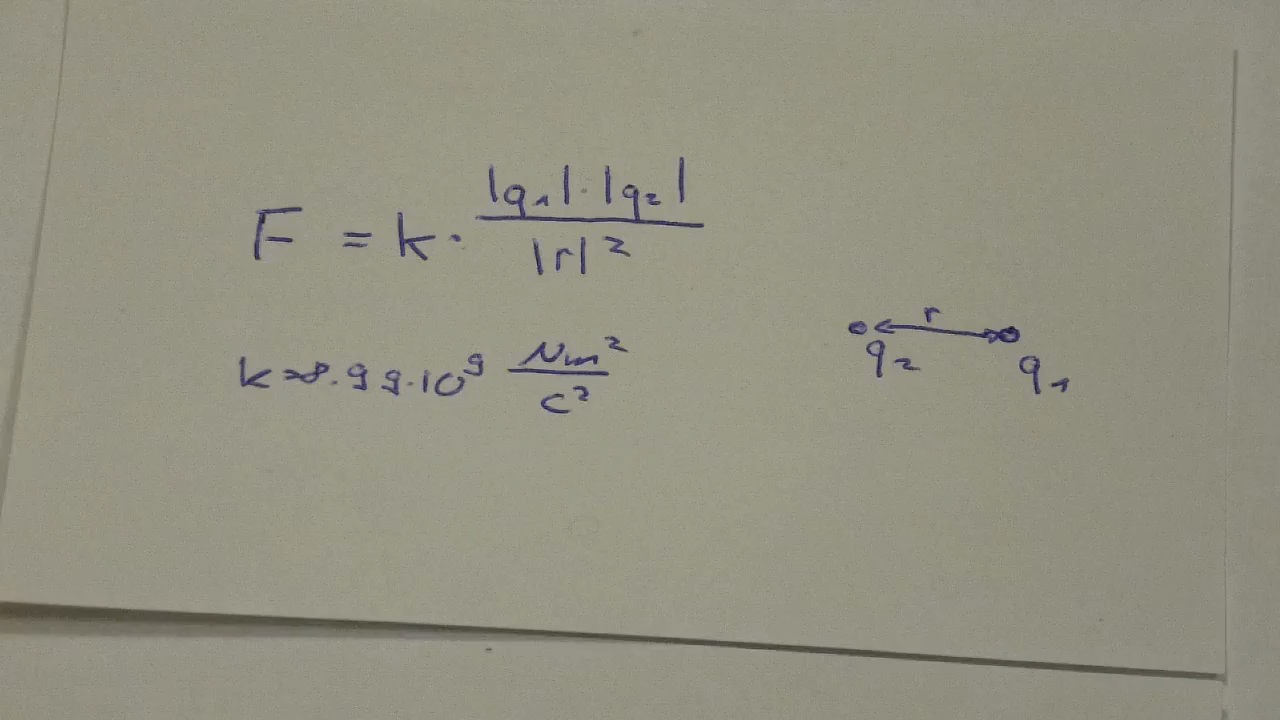 F = k · |q₁| · |q₂| / |r|²
k = 8.99·10⁹ Nm² / C²
r
q₂
q₁